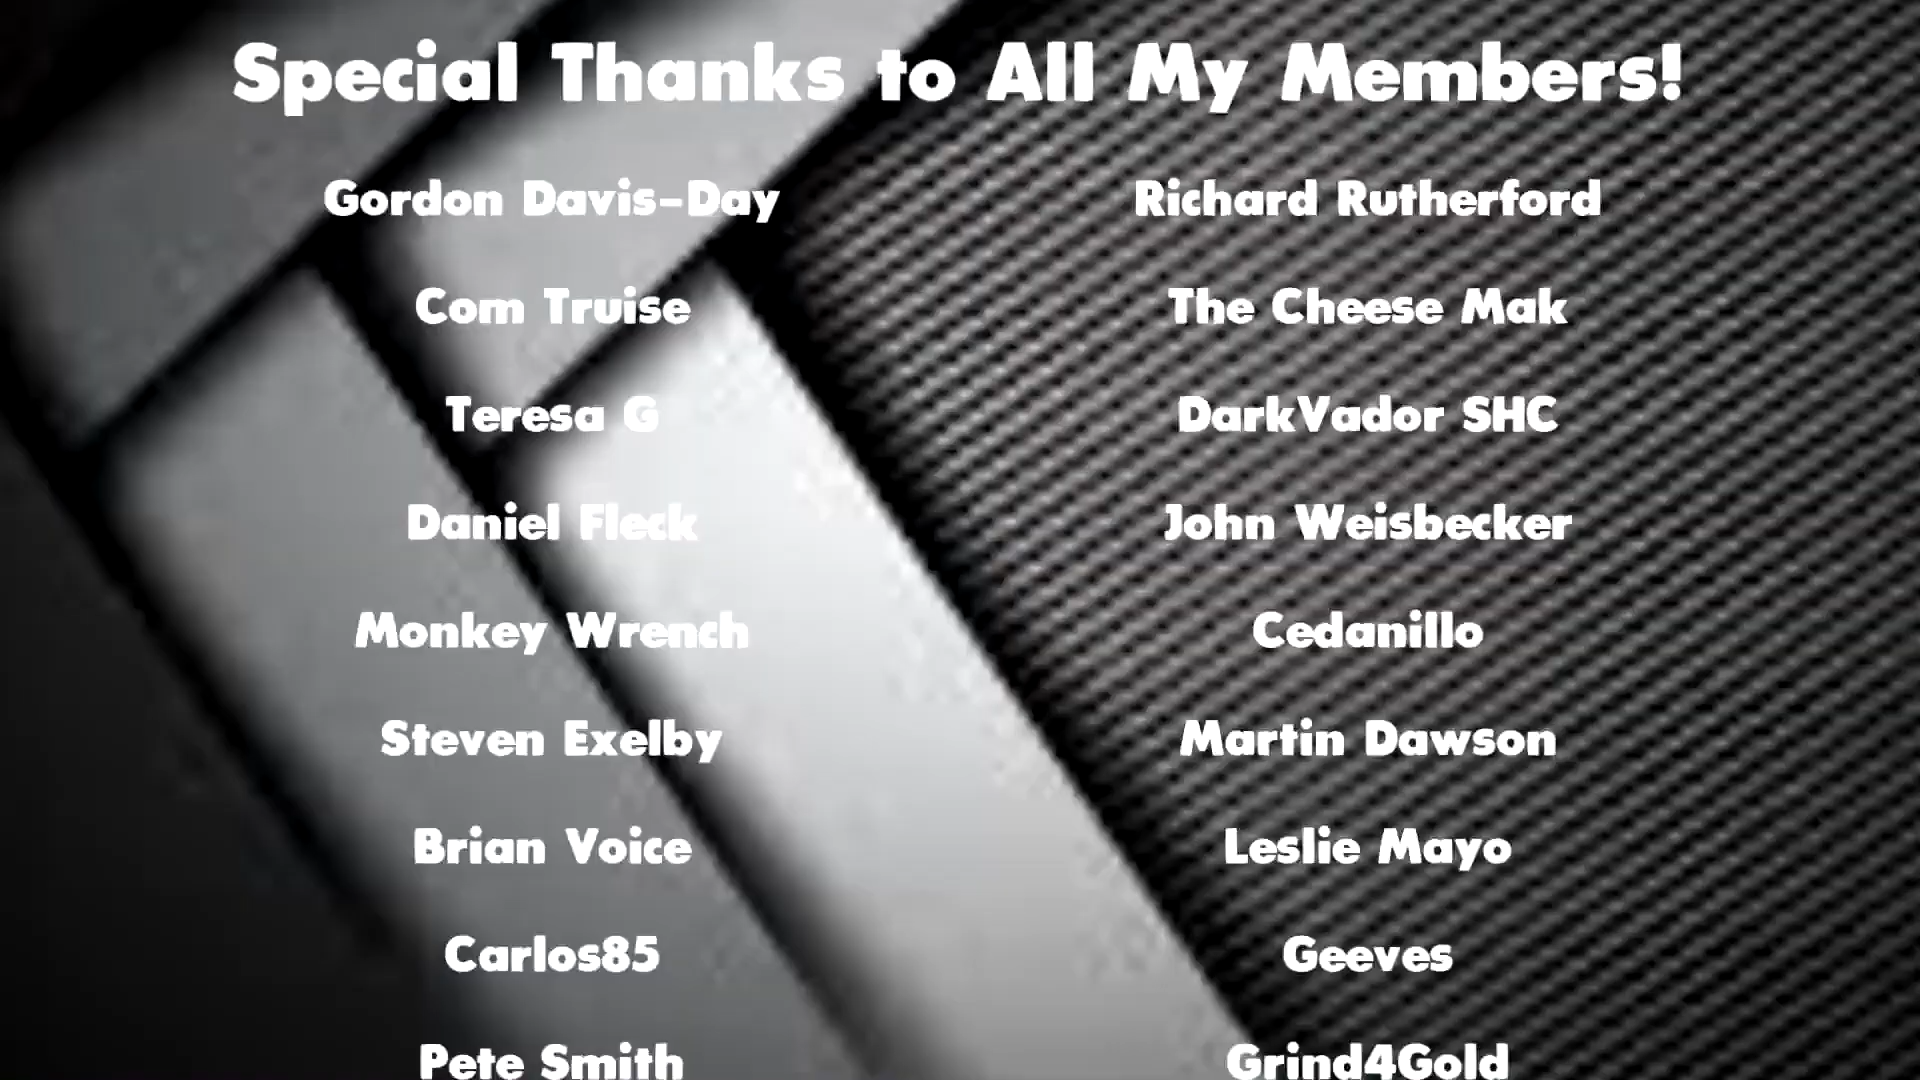 Special Thanks to All My Members!
Gordon Davis-Day
Richard Rutherford
Com Truise
The Cheese Mak
Teresa G
DarkVador SHC
Daniel Fleck
John Weisbecker
Monkey Wrench
Cedanillo
Steven Exelby
Martin Dawson
Brian Voice
Leslie Mayo
Carlos85
Geeves
Pete Smith
Grind4Gold